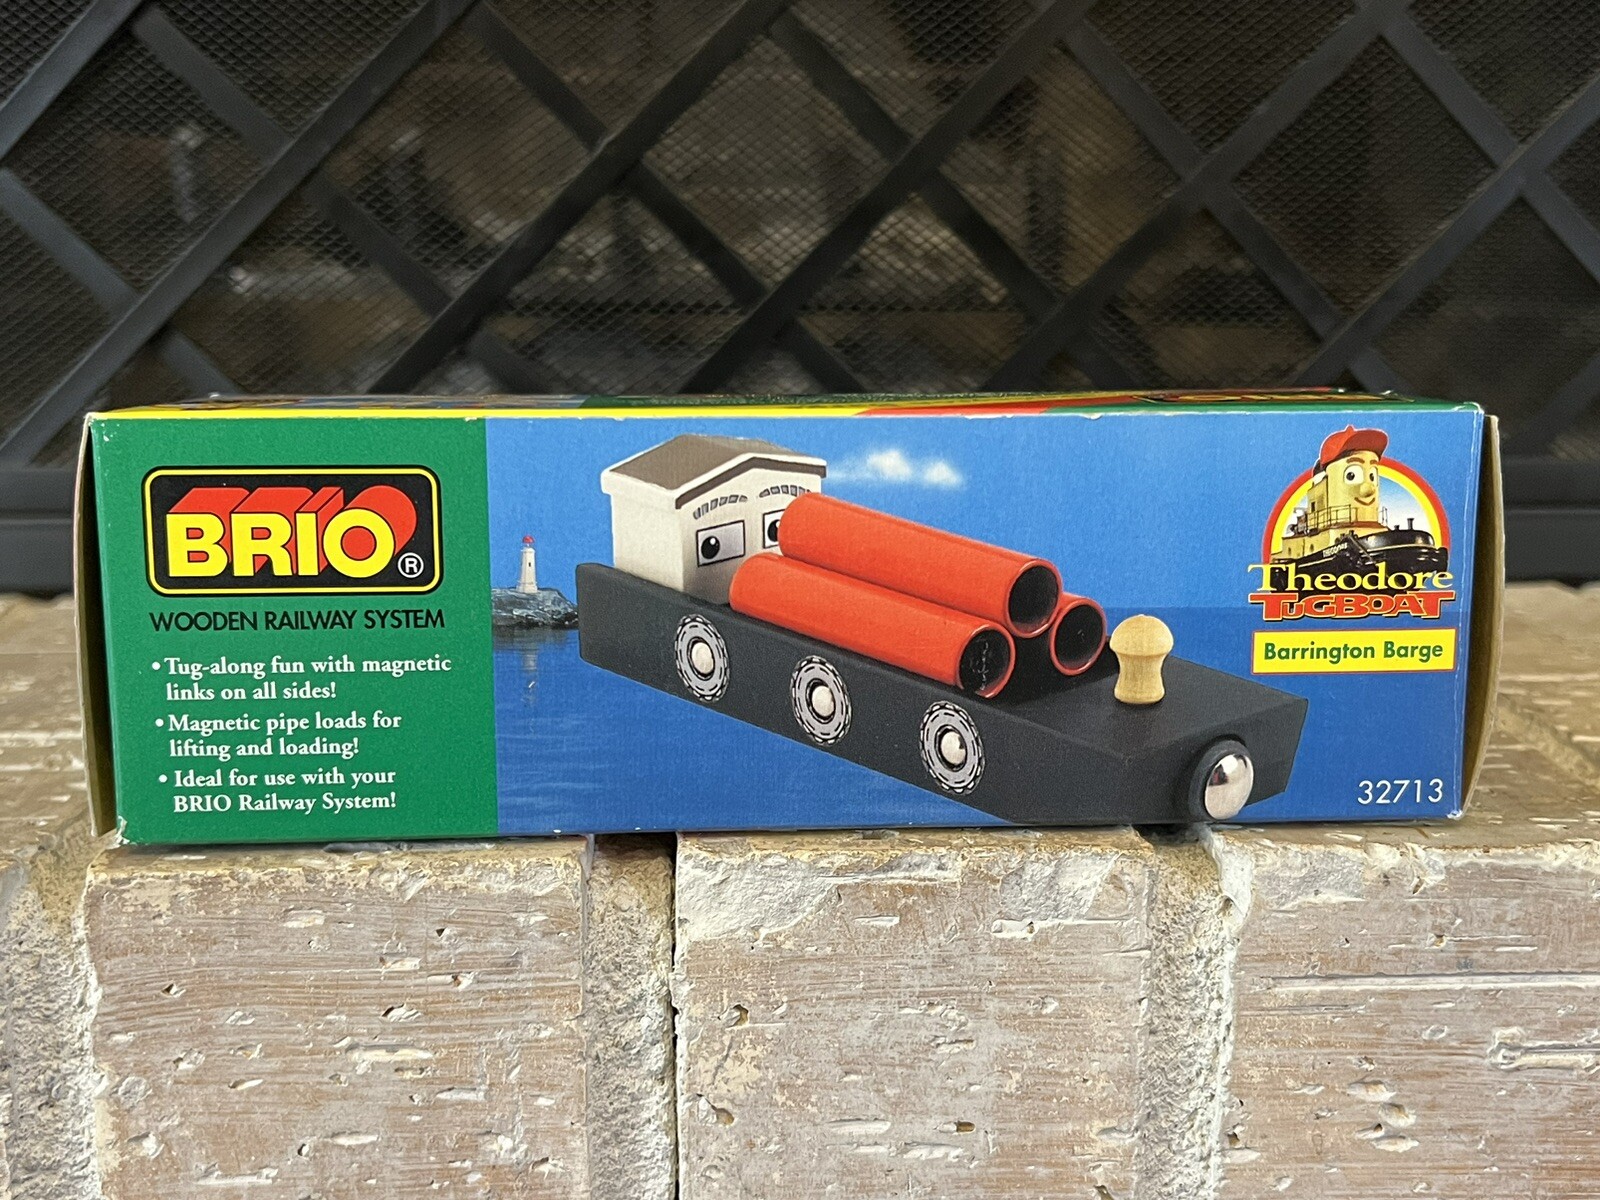 BRIO®
WOODEN RAILWAY SYSTEM
• Tug-along fun with magnetic
links on all sides!
• Magnetic pipe loads for
lifting and loading!
• Ideal for use with your
BRIO Railway System!
THEODORE
Theodore
TUGBOAT
Barrington Barge
32713